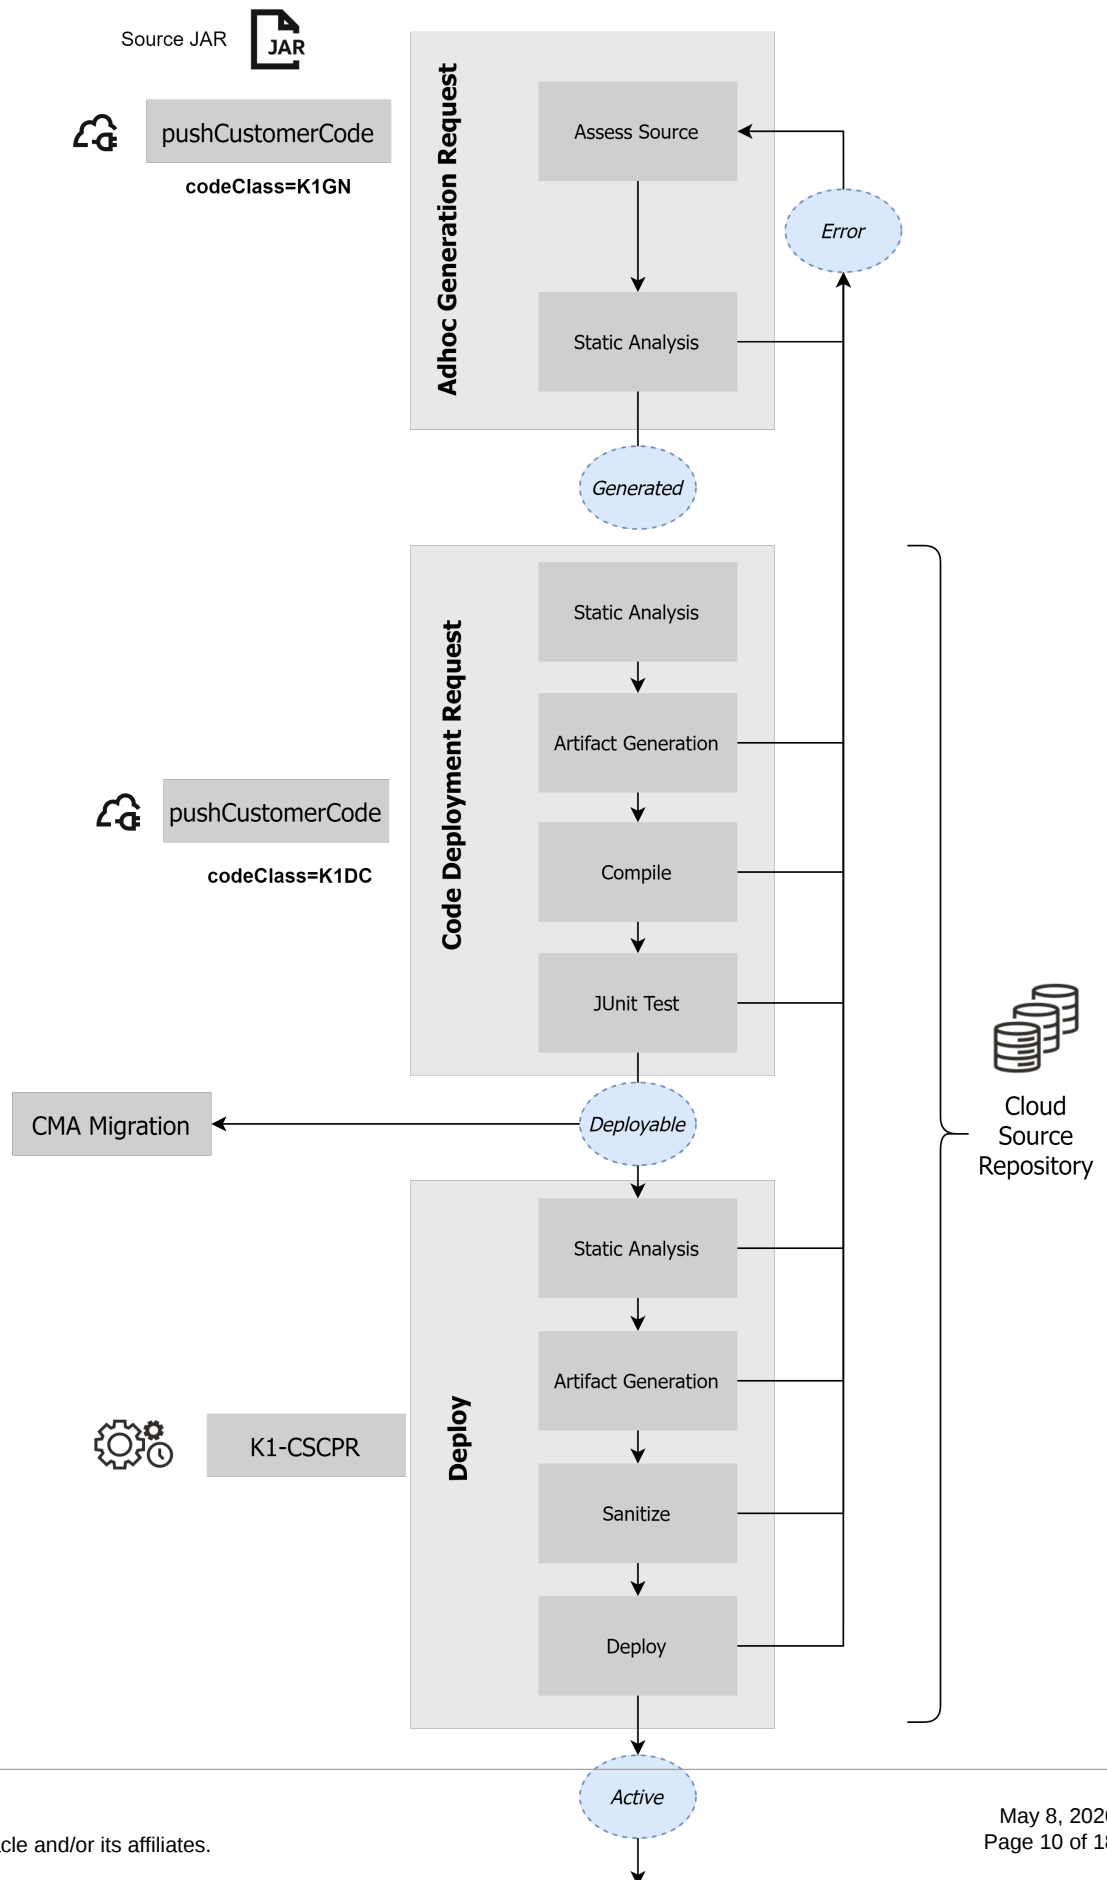 Source JAR
JAR
pushCustomerCode
codeClass=K1GN
Adhoc Generation Request
Assess Source
Error
Static Analysis
Generated
Code Deployment Request
Static Analysis
Artifact Generation
pushCustomerCode
codeClass=K1DC
Compile
JUnit Test
Cloud
Source
Repository
CMA Migration
Deployable
Deploy
Static Analysis
Artifact Generation
K1-CSCPR
Sanitize
Deploy
Active
May 8, 2026
Page 10 of 18
cle and/or its affiliates.